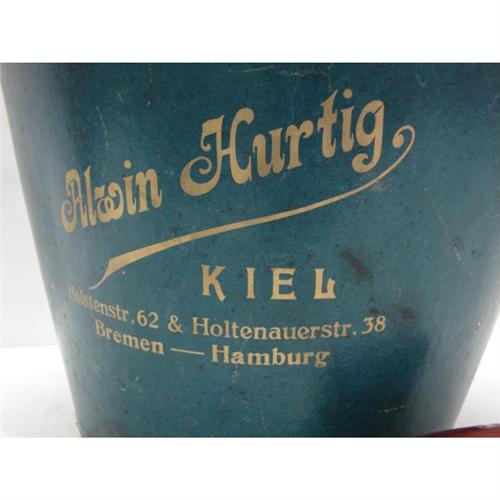 Alwin Hurtig
KIEL
Holstenstr. 62 & Holtenauerstr. 38
Bremen — Hamburg